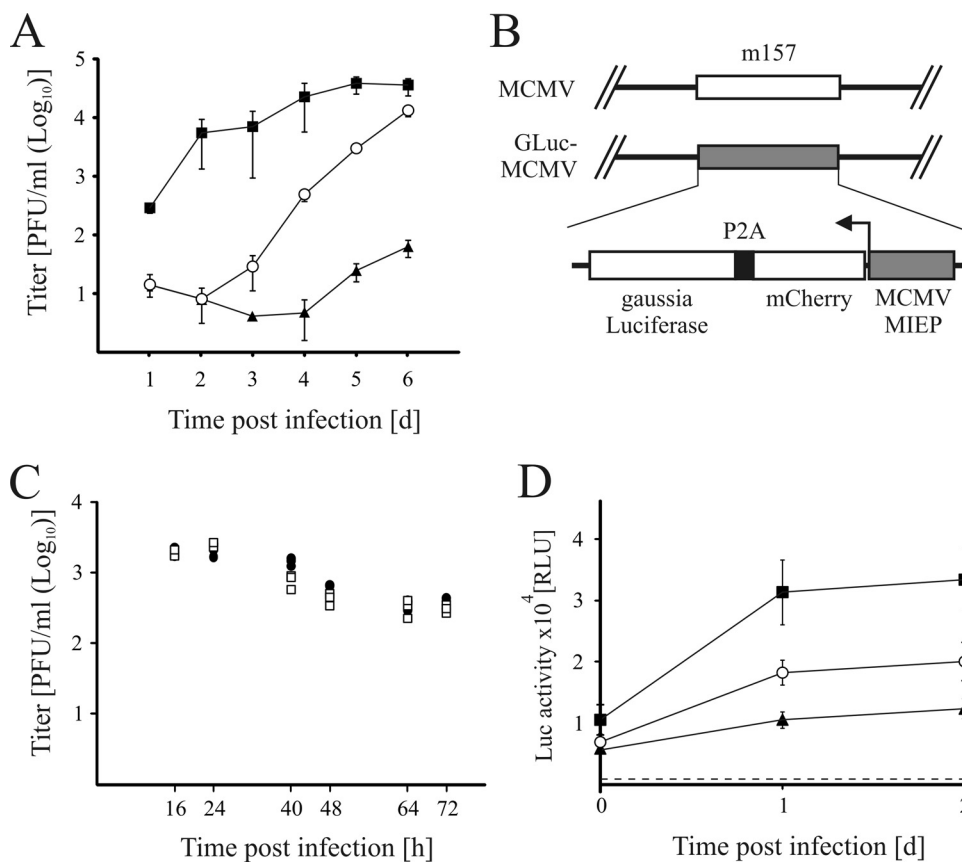 A
Titer [PFU/ml (Log10)]
5
4
3
2
1
1 2 3 4 5 6
Time post infection [d]
B
m157
MCMV
GLuc-
MCMV
P2A
gaussia
Luciferase
mCherry
MCMV
MIEP
C
Titer [PFU/ml (Log10)]
4
3
2
1
16 24 40 48 64 72
Time post infection [h]
D
Luc activity x10^4 [RLU]
4
3
2
1
0 1 2
Time post infection [d]